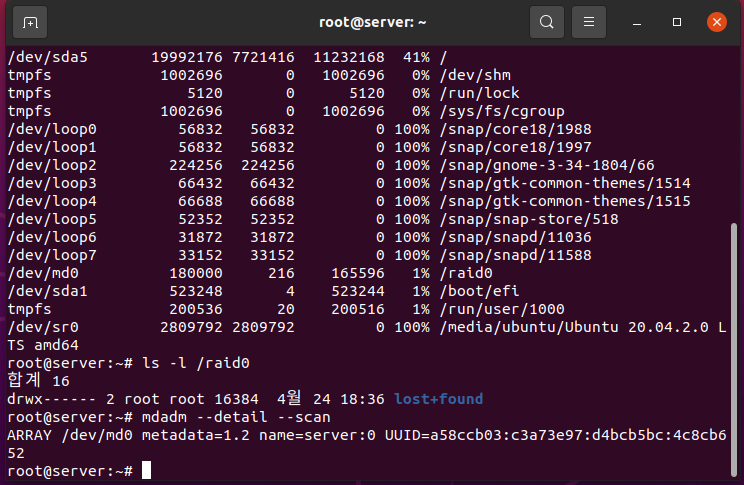 root@server: ~
/dev/sda5 19992176 7721416 11232168 41% /
tmpfs 1002696 0 1002696 0% /dev/shm
tmpfs 5120 0 5120 0% /run/lock
tmpfs 1002696 0 1002696 0% /sys/fs/cgroup
/dev/loop0 56832 56832 0 100% /snap/core18/1988
/dev/loop1 56832 56832 0 100% /snap/core18/1997
/dev/loop2 224256 224256 0 100% /snap/gnome-3-34-1804/66
/dev/loop3 66432 66432 0 100% /snap/gtk-common-themes/1514
/dev/loop4 66688 66688 0 100% /snap/gtk-common-themes/1515
/dev/loop5 52352 52352 0 100% /snap/snap-store/518
/dev/loop6 31872 31872 0 100% /snap/snapd/11036
/dev/loop7 33152 33152 0 100% /snap/snapd/11588
/dev/md0 180000 216 165596 1% /raid0
/dev/sda1 523248 4 523244 1% /boot/efi
tmpfs 200536 20 200516 1% /run/user/1000
/dev/sr0 2809792 2809792 0 100% /media/ubuntu/Ubuntu 20.04.2.0 L
TS amd64
root@server:~# ls -l /raid0
합계 16
drwx------ 2 root root 16384 4월 24 18:36 lost+found
root@server:~# mdadm --detail --scan
ARRAY /dev/md0 metadata=1.2 name=server:0 UUID=a58ccb03:c3a73e97:d4bcb5bc:4c8cb6
52
root@server:~#